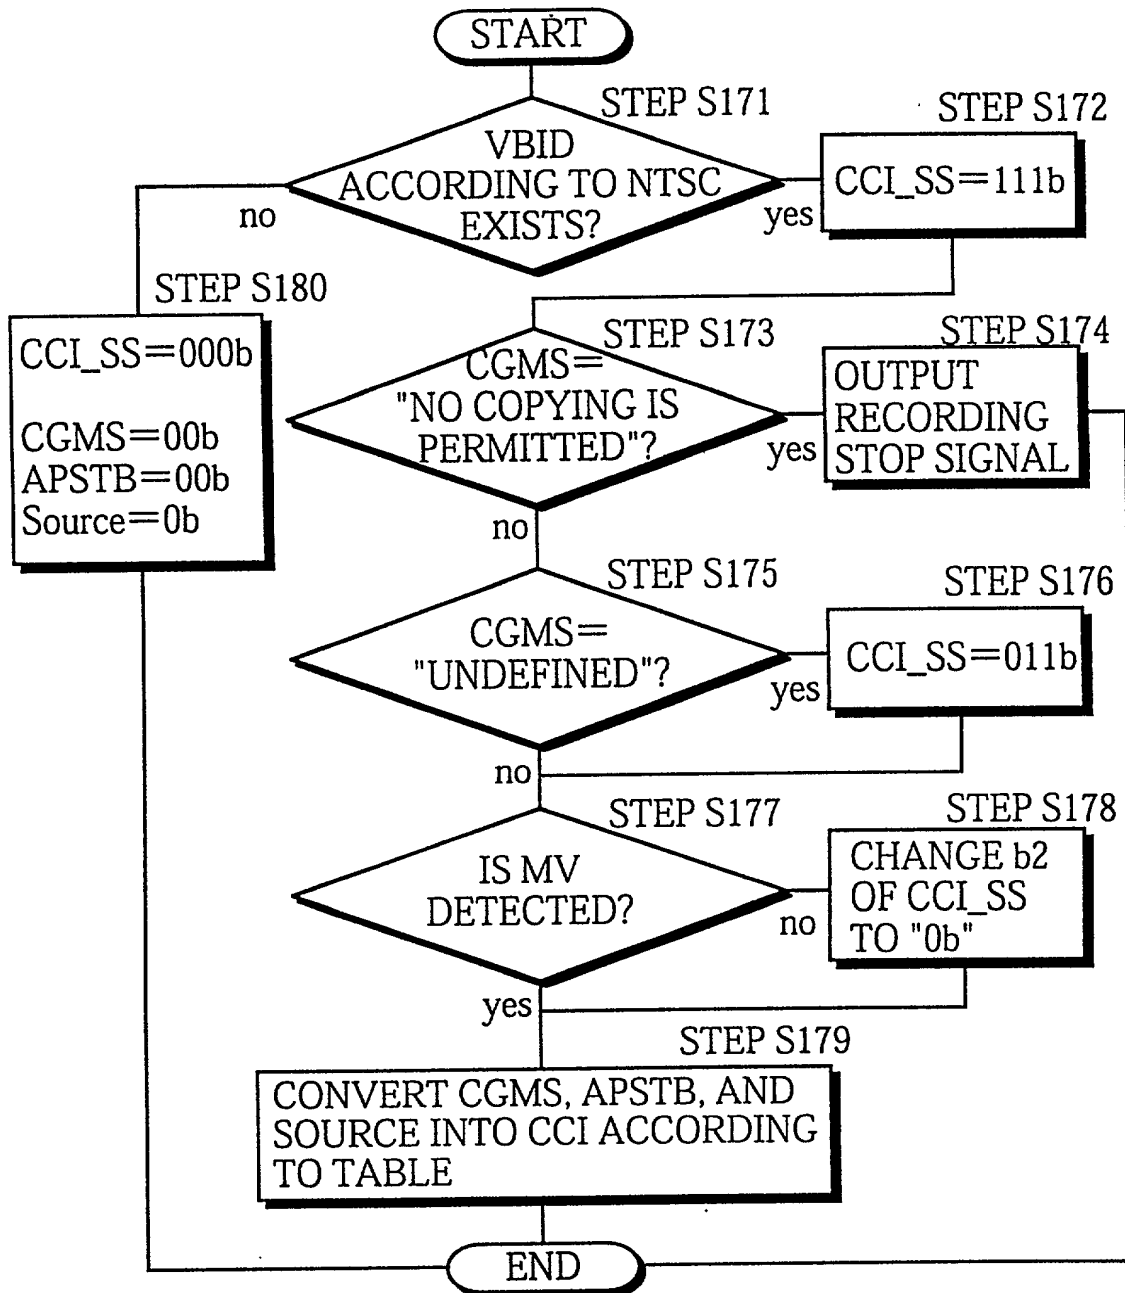 START
STEP S171
VBID
ACCORDING TO NTSC
EXISTS?
no
yes
STEP S172
CCI_SS=111b
STEP S180
CCI_SS=000b
CGMS=00b
APSTB=00b
Source=0b
STEP S173
CGMS=
"NO COPYING IS
PERMITTED"?
yes
no
STEP S174
OUTPUT
RECORDING
STOP SIGNAL
STEP S175
CGMS=
"UNDEFINED"?
yes
no
STEP S176
CCI_SS=011b
STEP S177
IS MV
DETECTED?
no
yes
STEP S178
CHANGE b2
OF CCI_SS
TO "0b"
STEP S179
CONVERT CGMS, APSTB, AND
SOURCE INTO CCI ACCORDING
TO TABLE
END